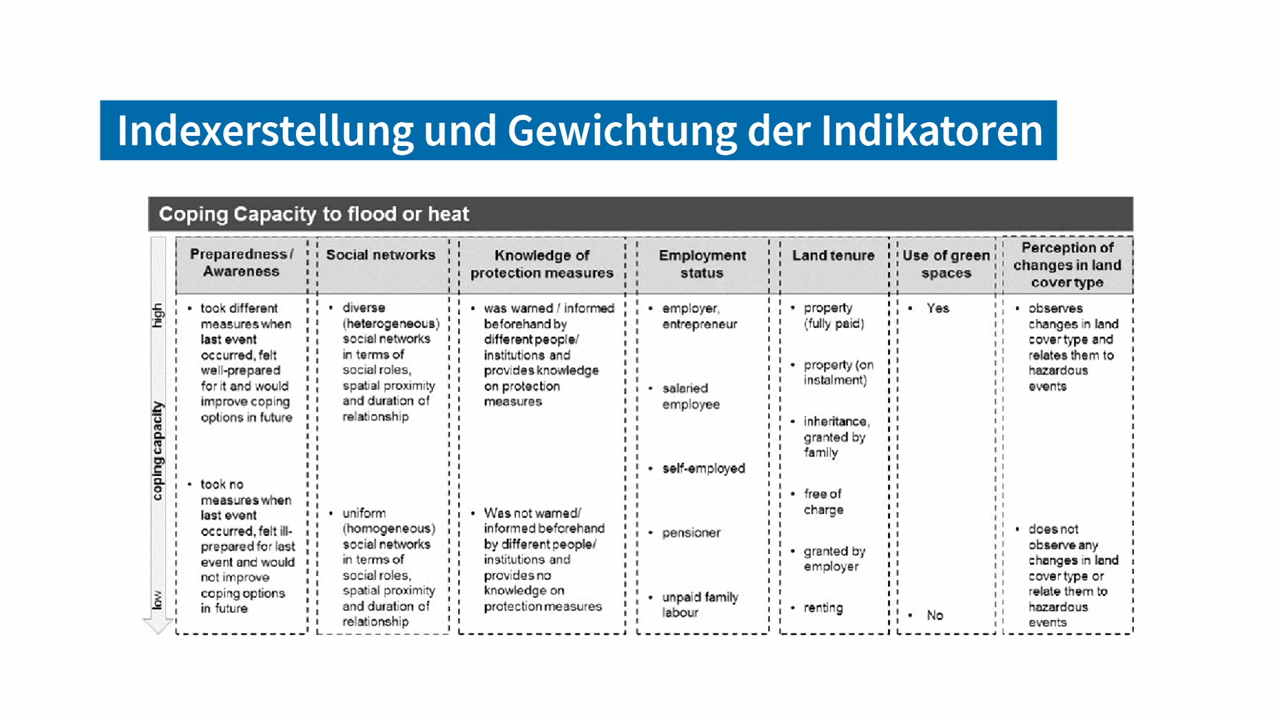 Indexerstellung und Gewichtung der Indikatoren
Coping Capacity to flood or heat
high
coping capacity
low
Preparedness/
Awareness
• took different
measures when
last event
occurred, felt
well-prepared
for it and would
improve coping
options in future
• took no
measures when
last event
occurred, felt ill-
prepared for last
event and would
not improve
coping options
in future
Social networks
• diverse
(heterogeneous)
social networks
in terms of
social roles,
spatial proximity
and duration of
relationship
• uniform
(homogeneous)
social networks
in terms of
social roles,
spatial proximity
and duration of
relationship
Knowledge of
protection measures
• was warned / informed
beforehand by
different people/
institutions and
provides knowledge
on protection
measures
• Was not warned/
informed beforehand
by different people/
institutions and
provides no
knowledge on
protection measures
Employment
status
• employer,
entrepreneur
• salaried
employee
• self-employed
• pensioner
• unpaid family
labour
Land tenure
• property
(fully paid)
• property (on
instalment)
• inheritance,
granted by
family
• free of
charge
• granted by
employer
• renting
Use of green
spaces
• Yes
• No
Perception of
changes in land
cover type
• observes
changes in land
cover type and
relates them to
hazardous
events
• does not
observe any
changes in land
cover type or
relate them to
hazardous
events